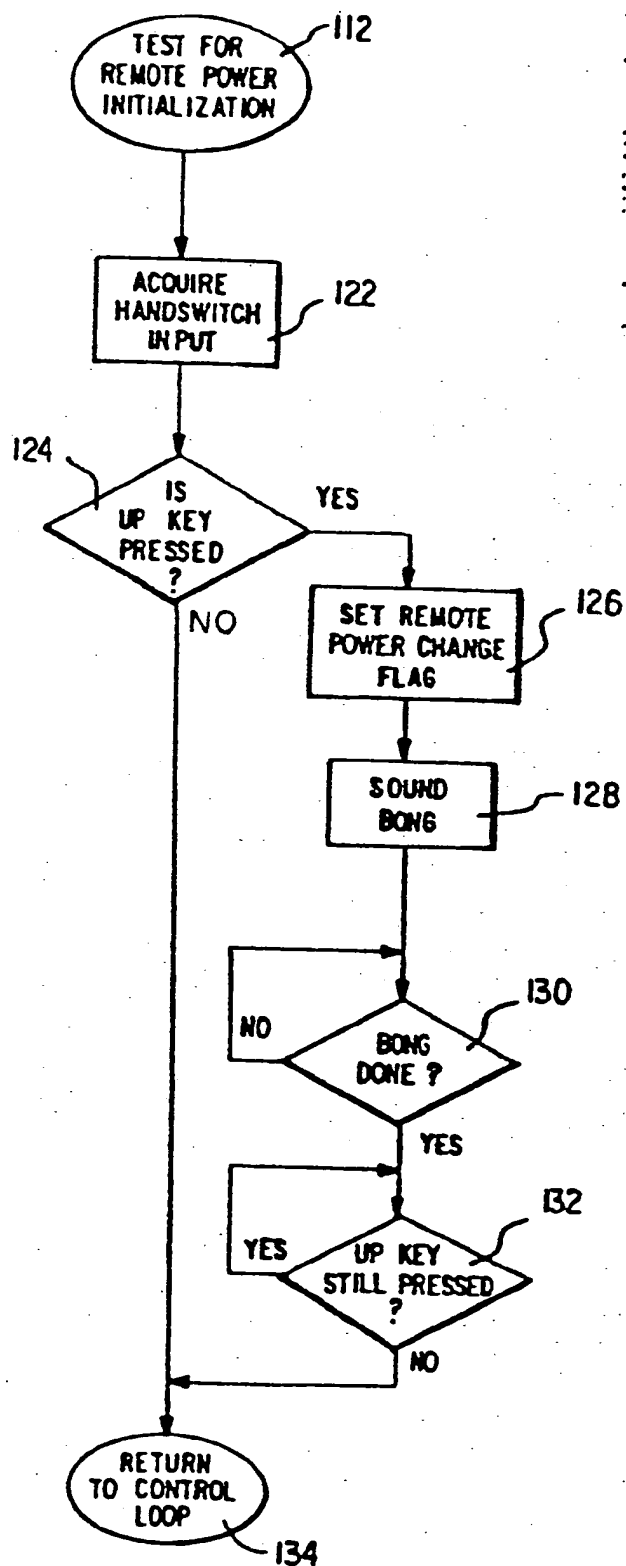 TEST FOR
REMOTE POWER
INITIALIZATION
112
ACQUIRE
HANDSWITCH
INPUT
122
124
IS
UP KEY
PRESSED
?
YES
NO
SET REMOTE
POWER CHANGE
FLAG
126
SOUND
BONG
128
130
NO
BONG
DONE ?
YES
132
YES
UP KEY
STILL PRESSED
?
NO
RETURN
TO CONTROL
LOOP
134